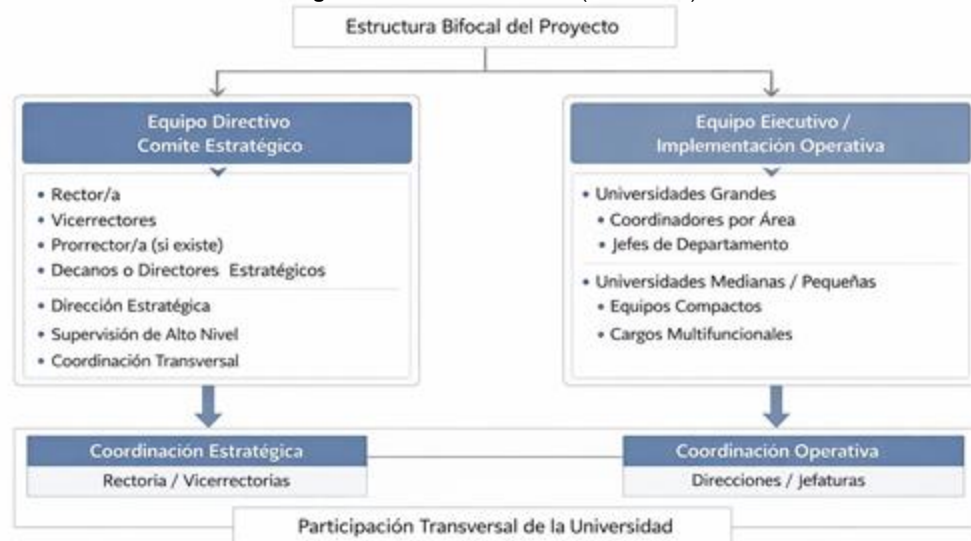 Estructura Bifocal del Proyecto
Equipo Directivo
Comite Estratégico
• Rector/a
• Vicerrectores
• Prorrector/a (si existe)
• Decanos o Directores Estratégicos
• Dirección Estratégica
• Supervisión de Alto Nivel
• Coordinación Transversal
Equipo Eiecutivo /
Implementación Operativa
• Universidades Grandes
• Coordinadores por Área
• Jefes de Departamento
• Universidades Medianas / Pequeñas
• Equipos Compactos
• Cargos Multifuncionales
Coordinación Estratégica
Rectoria / Vicerrectorías
Coordinación Operativa
Direcciones / Jefaturas
Participación Transversal de la Universidad